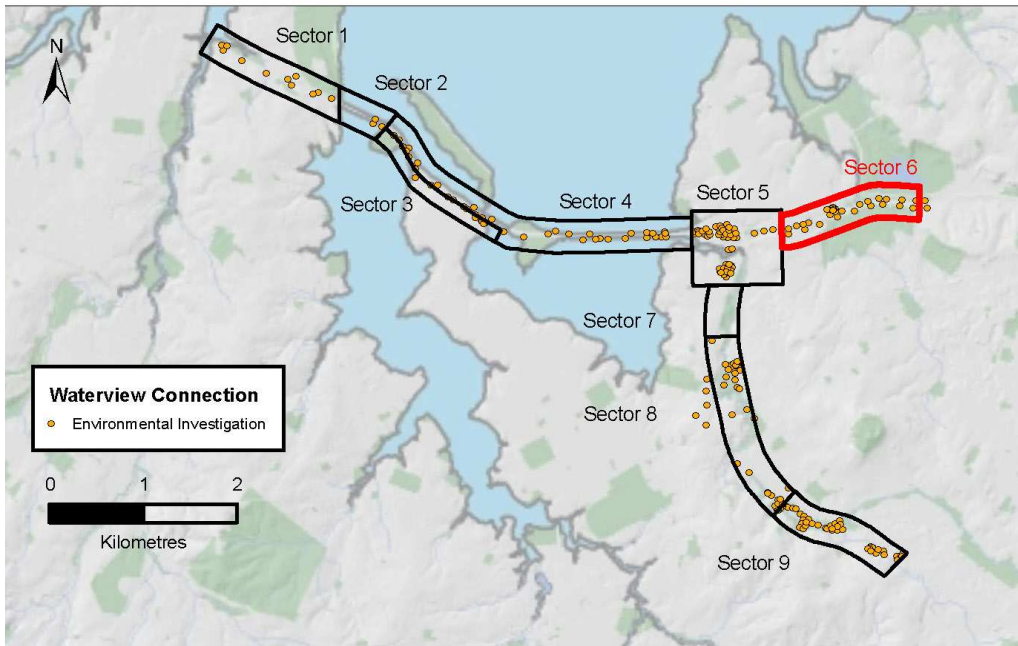 Sector 1
N
Sector 2
Sector 6
Sector 5
Sector 3
Sector 4
Sector 7
Waterview Connection
Environmental Investigation
Sector 8
0 1 2
Kilometres
Sector 9